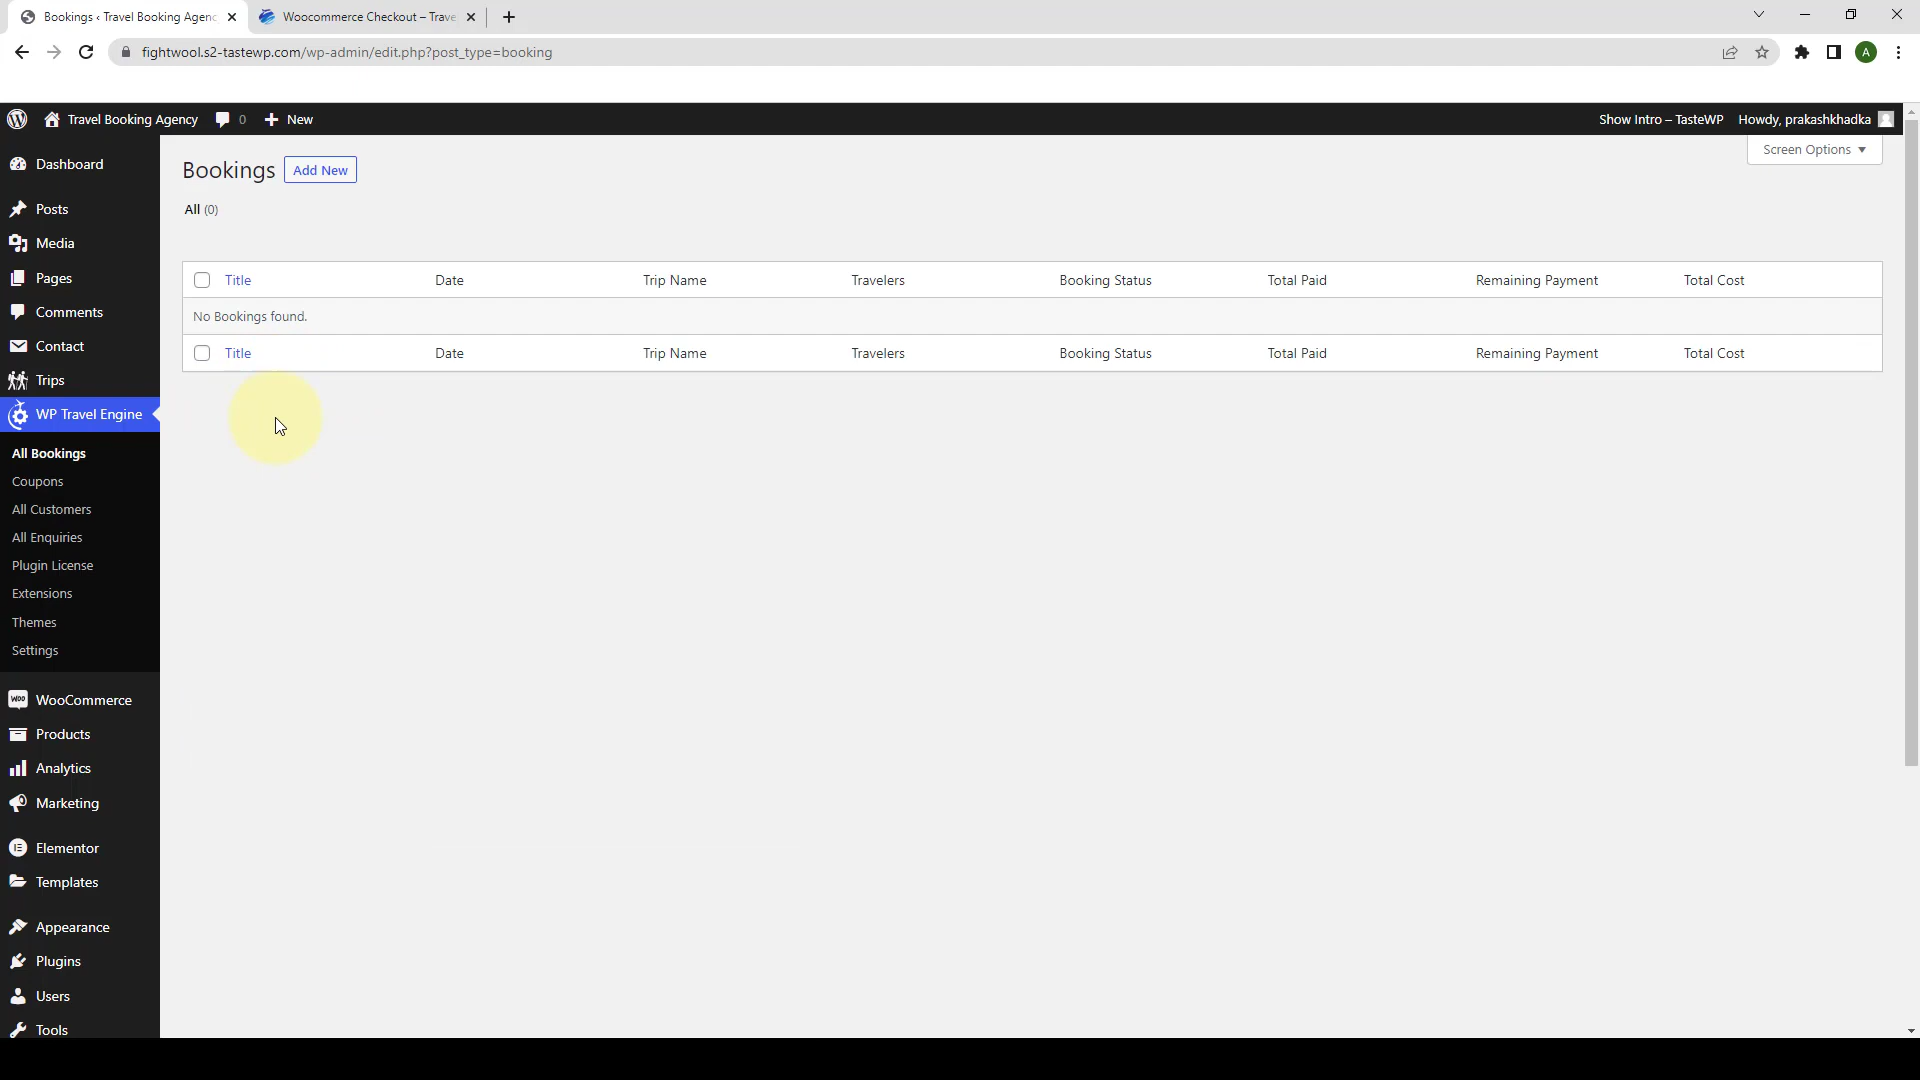 Bookings ‹ Travel Booking Agenc
Woocommerce Checkout – Trave
fightwool.s2-tastewp.com/wp-admin/edit.php?post_type=booking
A
Travel Booking Agency
0
New
Show Intro – TasteWP
Howdy, prakashkhadka
Screen Options
Dashboard
Posts
Media
Pages
Comments
Contact
Trips
WP Travel Engine
All Bookings
Coupons
All Customers
All Enquiries
Plugin License
Extensions
Themes
Settings
WooCommerce
Products
Analytics
Marketing
Elementor
Templates
Appearance
Plugins
Users
Tools
Bookings
Add New
All (0)
Title Date Trip Name Travelers Booking Status Total Paid Remaining Payment Total Cost
No Bookings found.
Title Date Trip Name Travelers Booking Status Total Paid Remaining Payment Total Cost